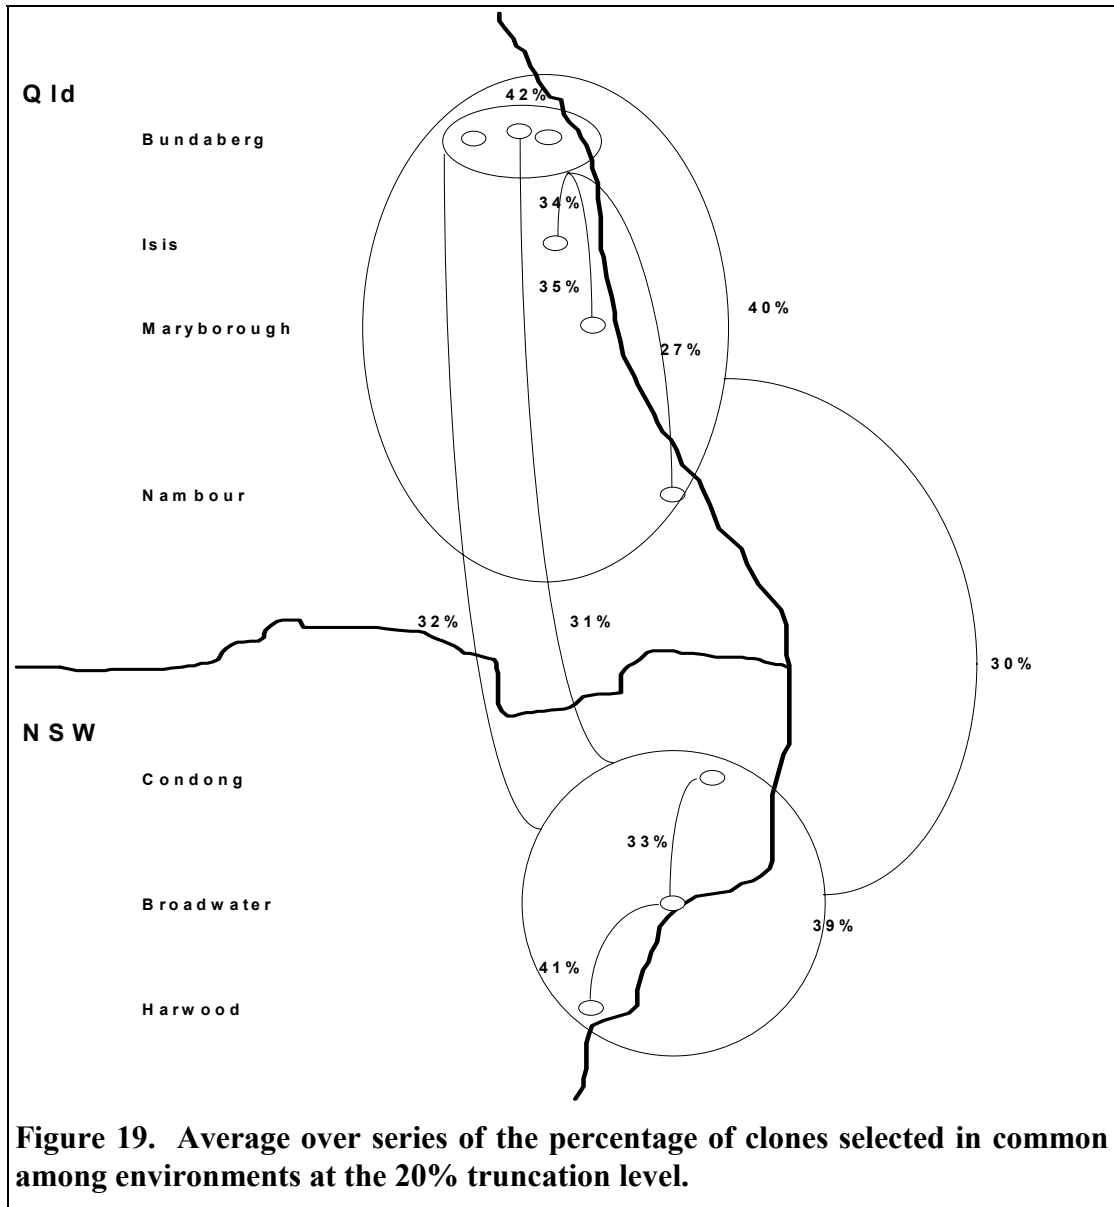 42%
Qld
Bundaberg
34%
Isis
35%
40%
Maryborough
27%
Nambour
32%
31%
30%
NSW
Condong
33%
Broadwater
39%
41%
Harwood
Figure 19. Average over series of the percentage of clones selected in common
among environments at the 20% truncation level.